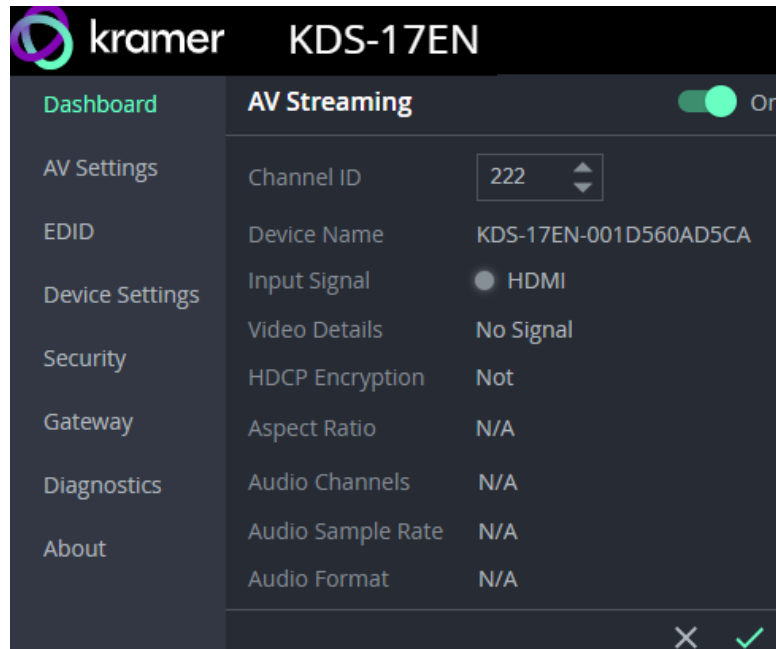 kramer KDS-17EN
Dashboard
AV Settings
EDID
Device Settings
Security
Gateway
Diagnostics
About
AV Streaming
Channel ID 222
Device Name KDS-17EN-001D560AD5CA
Input Signal HDMI
Video Details No Signal
HDCP Encryption Not
Aspect Ratio N/A
Audio Channels N/A
Audio Sample Rate N/A
Audio Format N/A